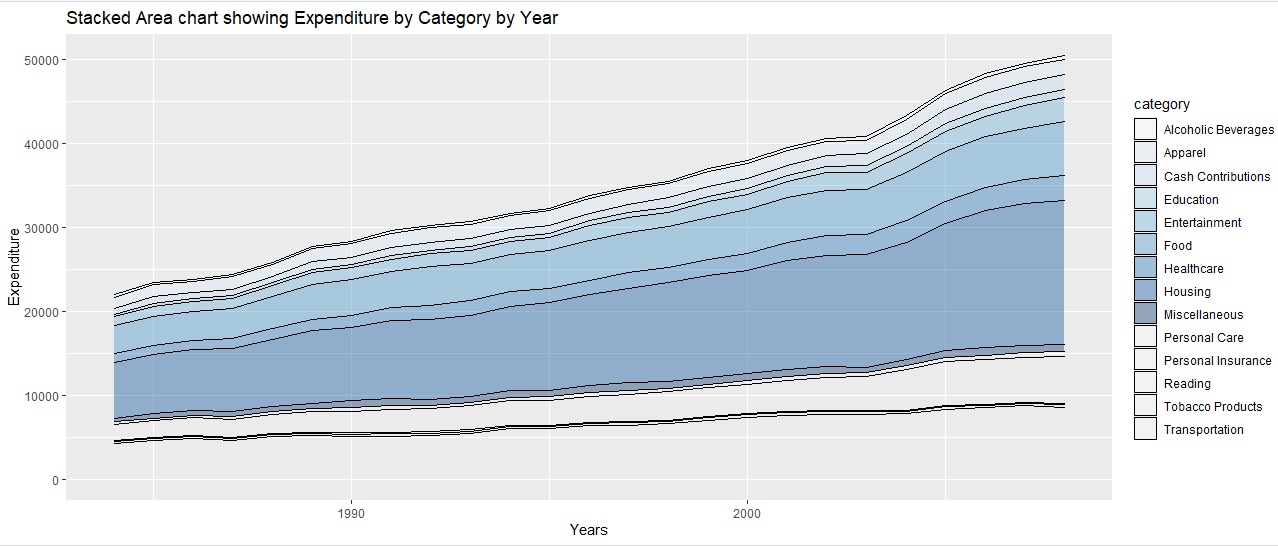 Stacked Area chart showing Expenditure by Category by Year
50000
40000
30000
20000
10000
0
Expenditure
1990
2000
Years
category
Alcoholic Beverages
Apparel
Cash Contributions
Education
Entertainment
Food
Healthcare
Housing
Miscellaneous
Personal Care
Personal Insurance
Reading
Tobacco Products
Transportation